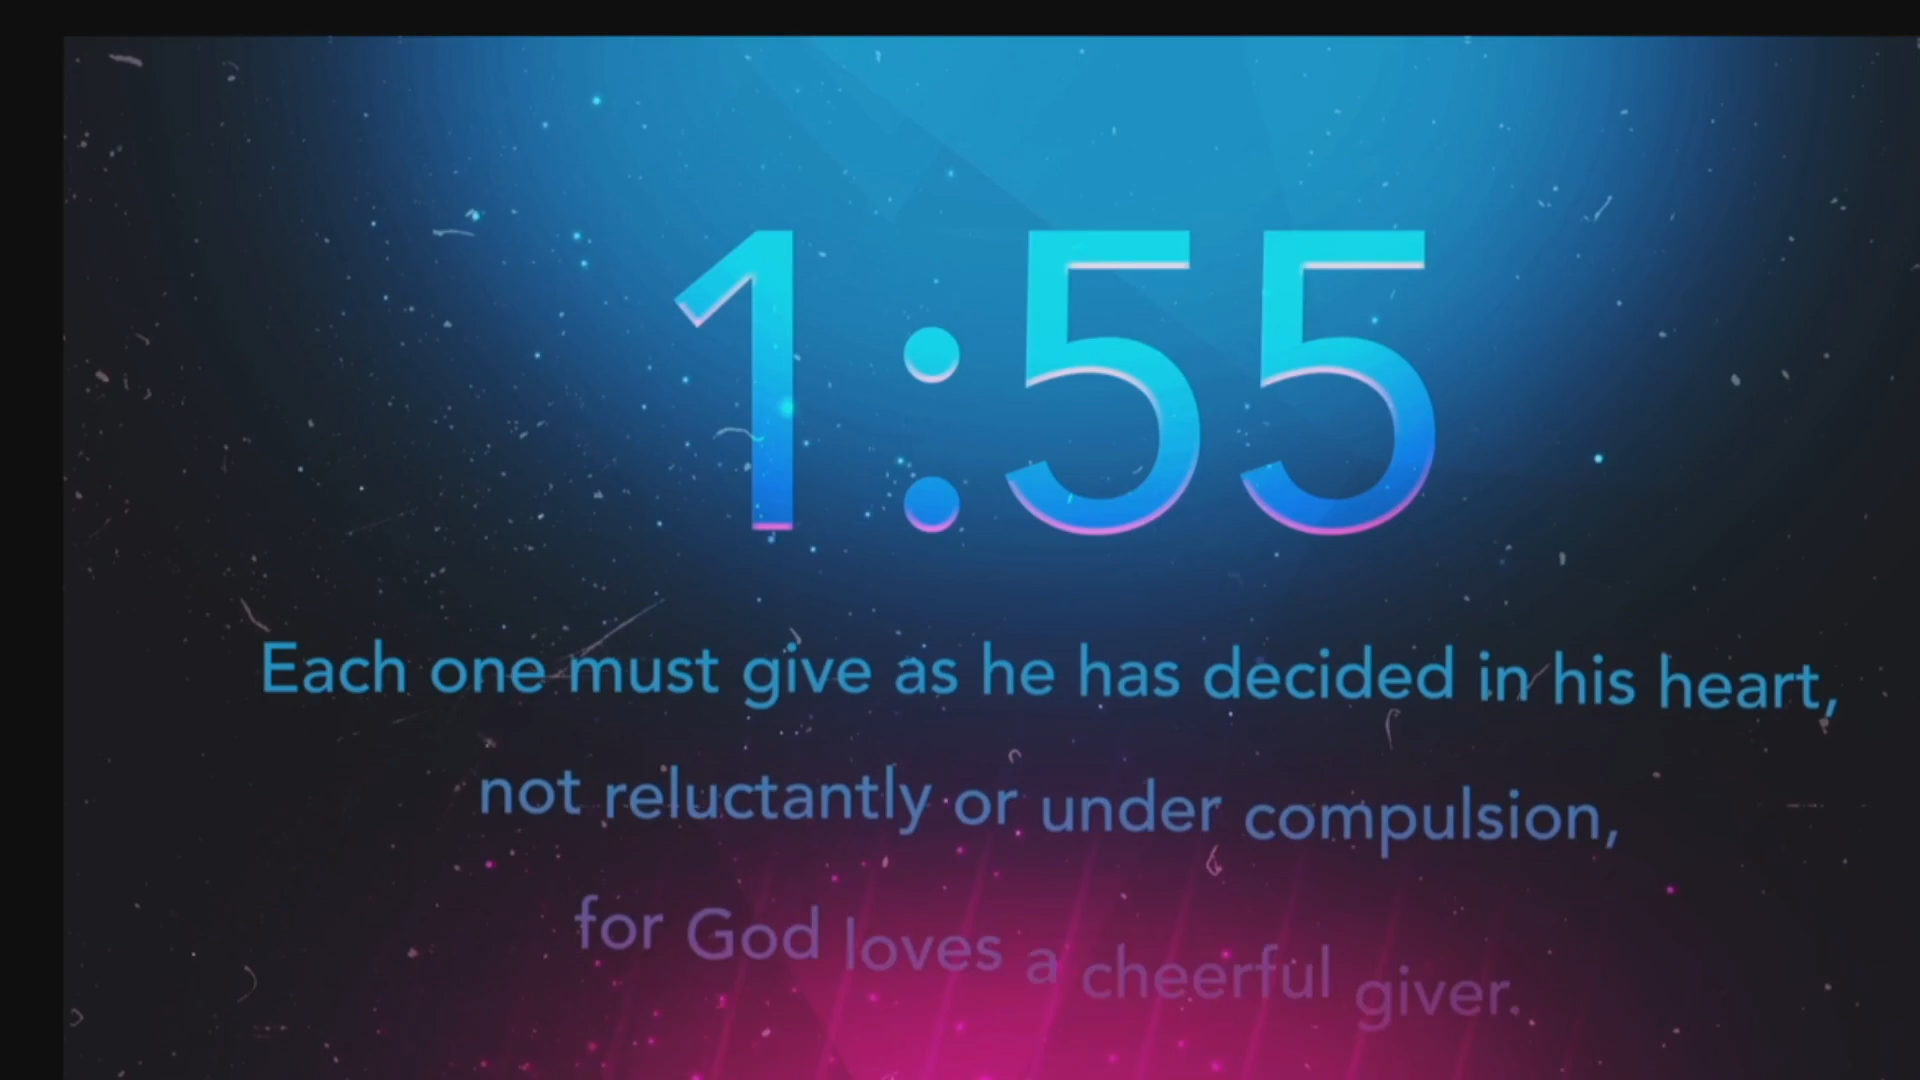 1:55
Each one must give as he has decided in his heart,
not reluctantly or under compulsion,
for God loves a cheerful giver.